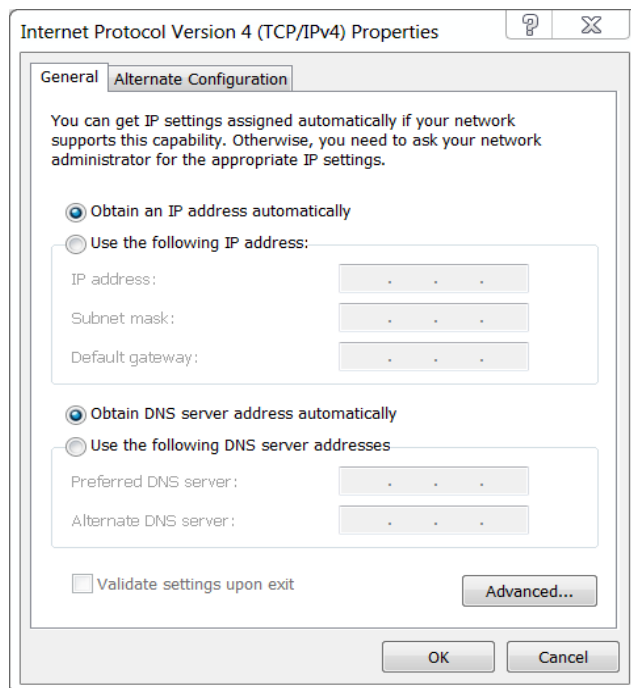 Internet Protocol Version 4 (TCP/IPv4) Properties
General
Alternate Configuration
You can get IP settings assigned automatically if your network
supports this capability. Otherwise, you need to ask your network
administrator for the appropriate IP settings.
Obtain an IP address automatically
Use the following IP address:
IP address:
Subnet mask:
Default gateway:
Obtain DNS server address automatically
Use the following DNS server addresses
Preferred DNS server:
Alternate DNS server:
Validate settings upon exit
Advanced...
OK
Cancel